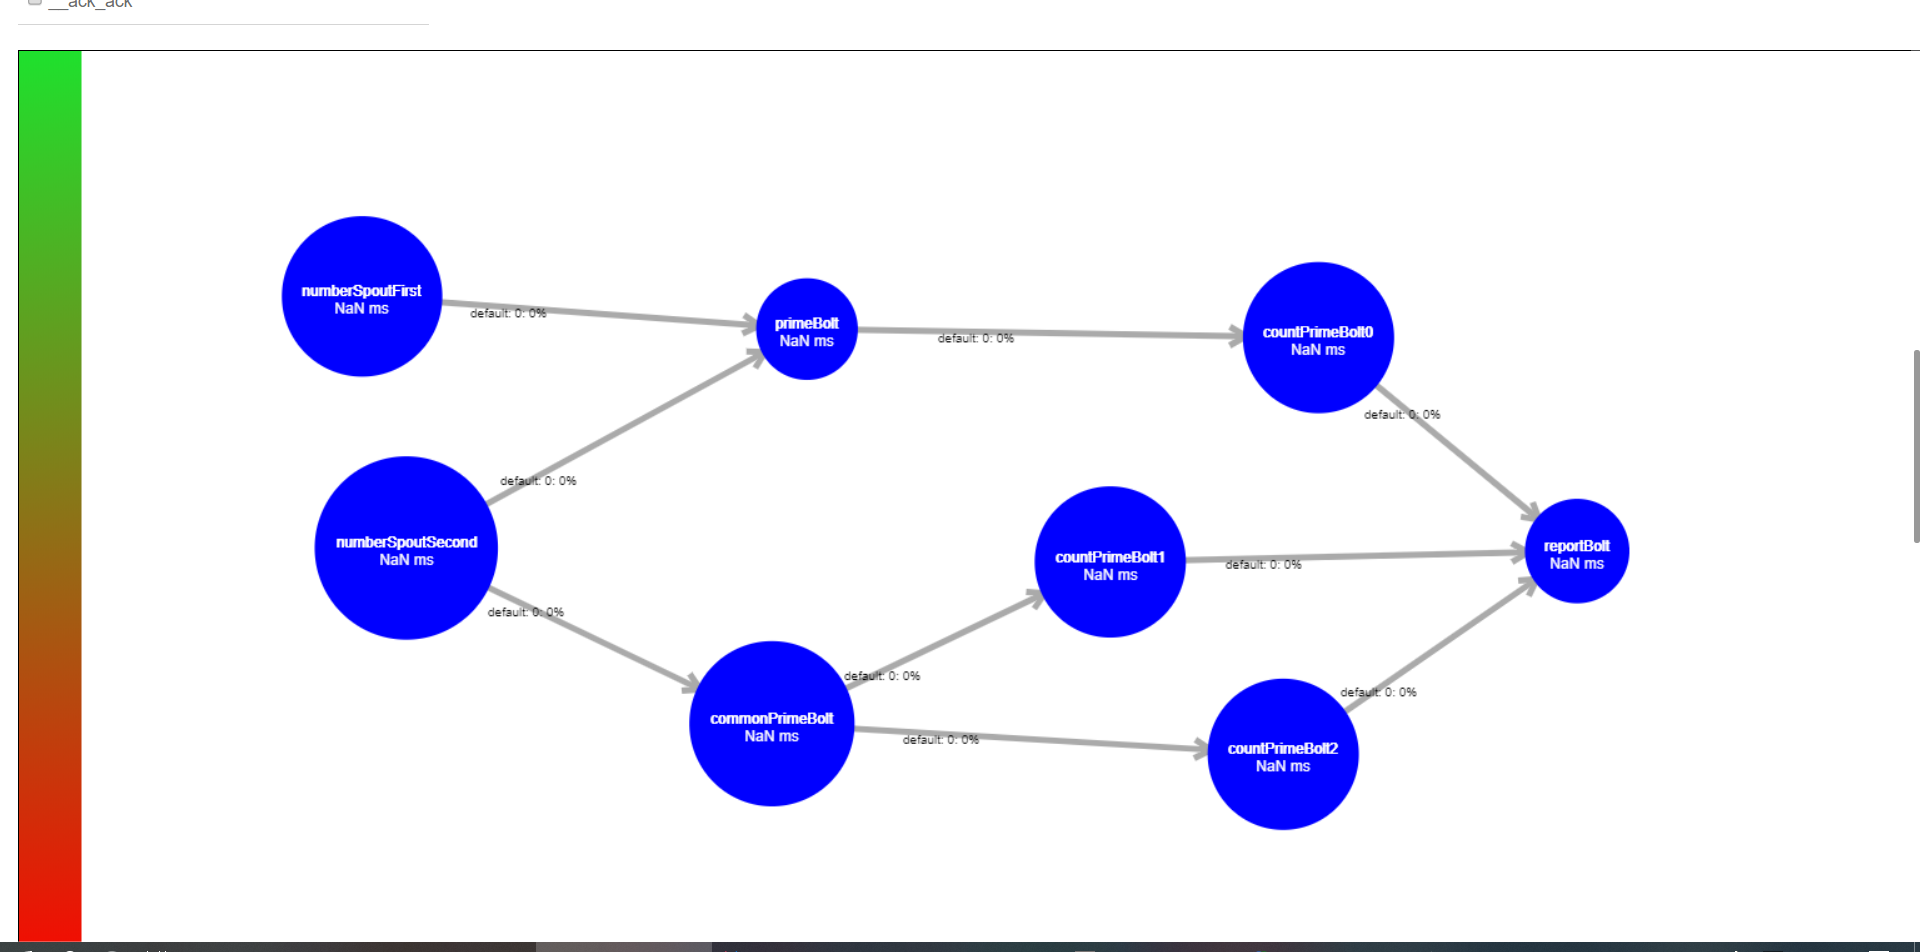 __ack_ack
numberSpoutFirst
NaN ms
default: 0: 0%
primeBolt
NaN ms
default: 0: 0%
countPrimeBolt0
NaN ms
default: 0: 0%
default: 0: 0%
numberSpoutSecond
NaN ms
default: 0: 0%
countPrimeBolt1
NaN ms
default: 0: 0%
reportBolt
NaN ms
default: 0: 0%
commonPrimeBolt
NaN ms
default: 0: 0%
countPrimeBolt2
NaN ms
default: 0: 0%